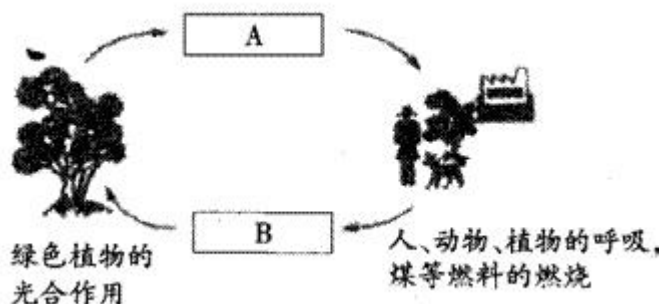 A
B
绿色植物的
光合作用
人、动物、植物的呼吸,
煤等燃料的燃烧